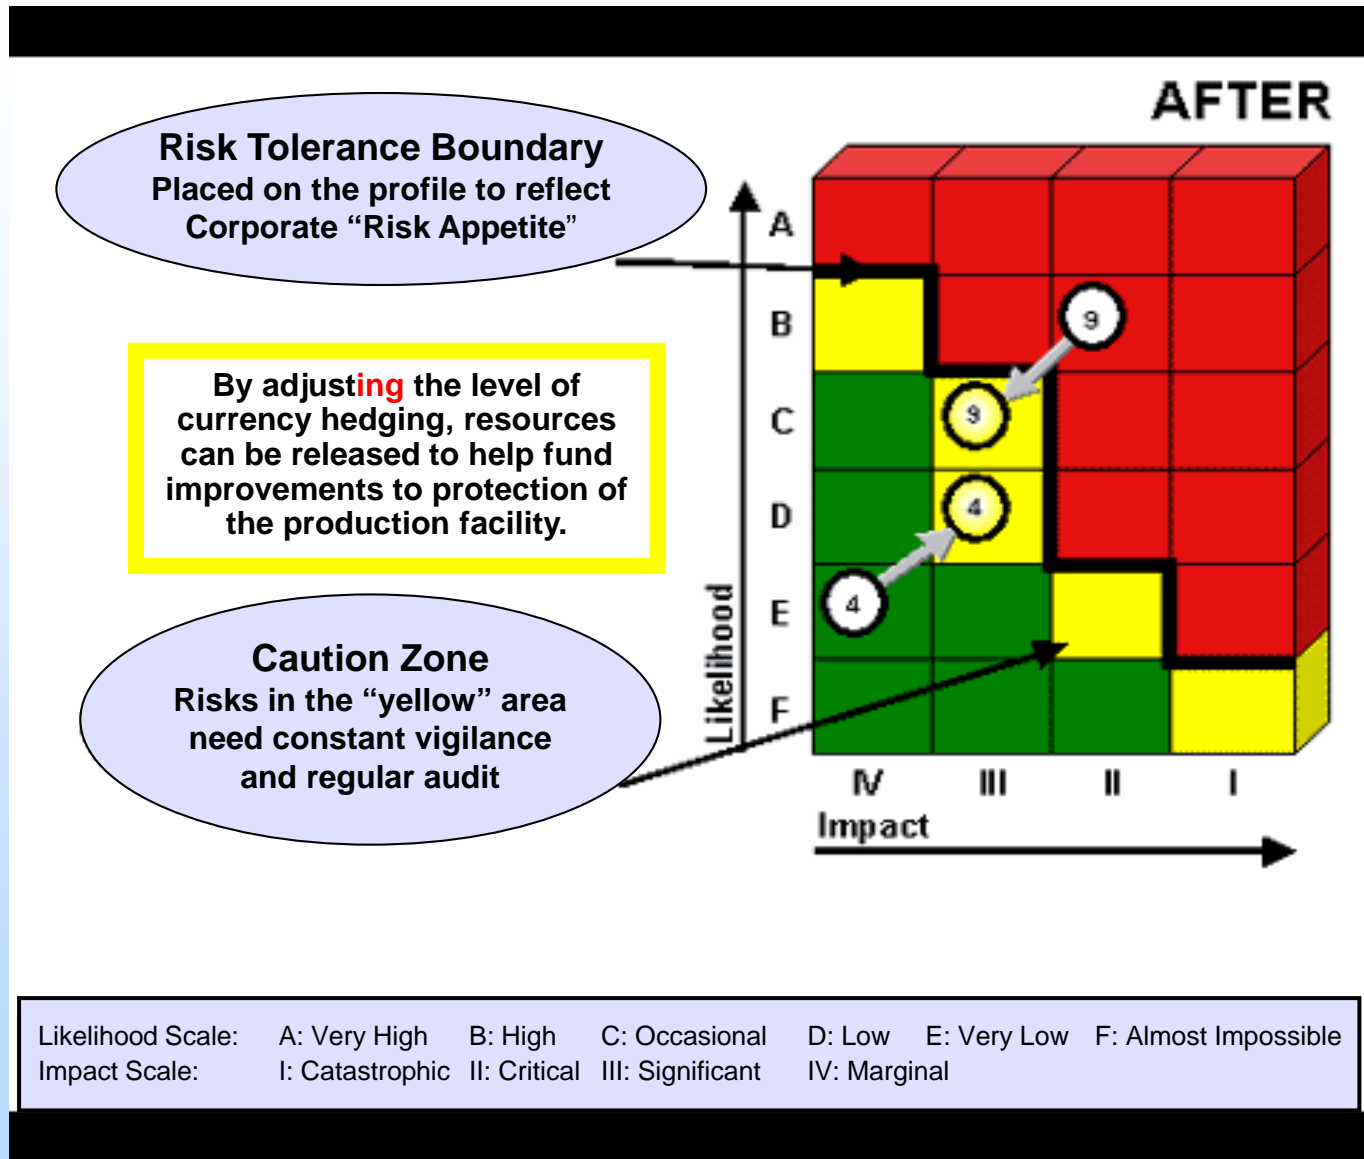 AFTER
Risk Tolerance Boundary
Placed on the profile to reflect
Corporate “Risk Appetite”
By adjusting the level of
currency hedging, resources
can be released to help fund
improvements to protection of
the production facility.
Caution Zone
Risks in the “yellow” area
need constant vigilance
and regular audit
Likelihood
A
B
9
C
9
D
4
E
4
F
IV III II I
Impact
Likelihood Scale: A: Very High B: High C: Occasional D: Low E: Very Low F: Almost Impossible
Impact Scale: I: Catastrophic II: Critical III: Significant IV: Marginal